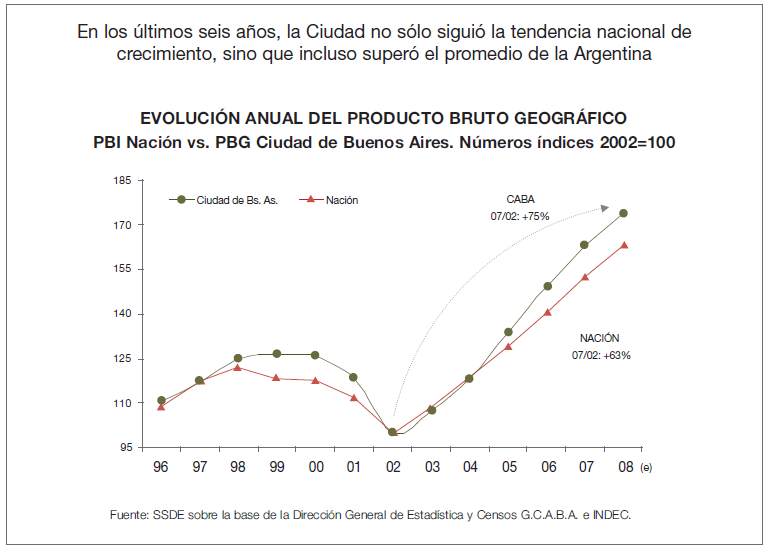 En los últimos seis años, la Ciudad no sólo siguió la tendencia nacional de
crecimiento, sino que incluso superó el promedio de la Argentina
EVOLUCIÓN ANUAL DEL PRODUCTO BRUTO GEOGRÁFICO
PBI Nación vs. PBG Ciudad de Buenos Aires. Números índices 2002=100
185
Ciudad de Bs. As. Nación
CABA
07/02: +75%
170
155
140
NACIÓN
07/02: +63%
125
110
95
96 97 98 99 00 01 02 03 04 05 06 07 08 (e)
Fuente: SSDE sobre la base de la Dirección General de Estadística y Censos G.C.A.B.A. e INDEC.